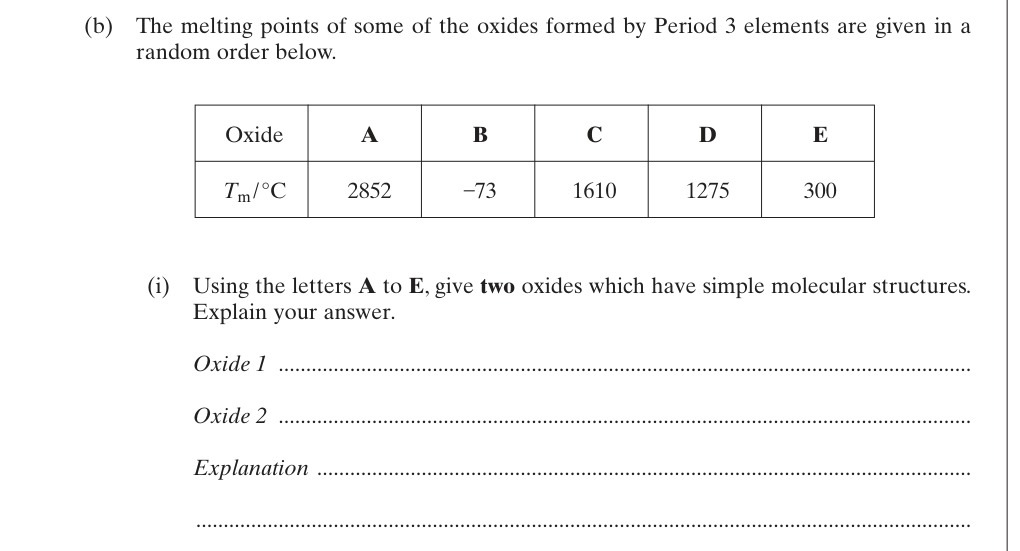 (b) The melting points of some of the oxides formed by Period 3 elements are given in a
random order below.
Oxide A B C D E
Tm/°C 2852 –73 1610 1275 300
(i) Using the letters A to E, give two oxides which have simple molecular structures.
Explain your answer.
Oxide 1
Oxide 2
Explanation